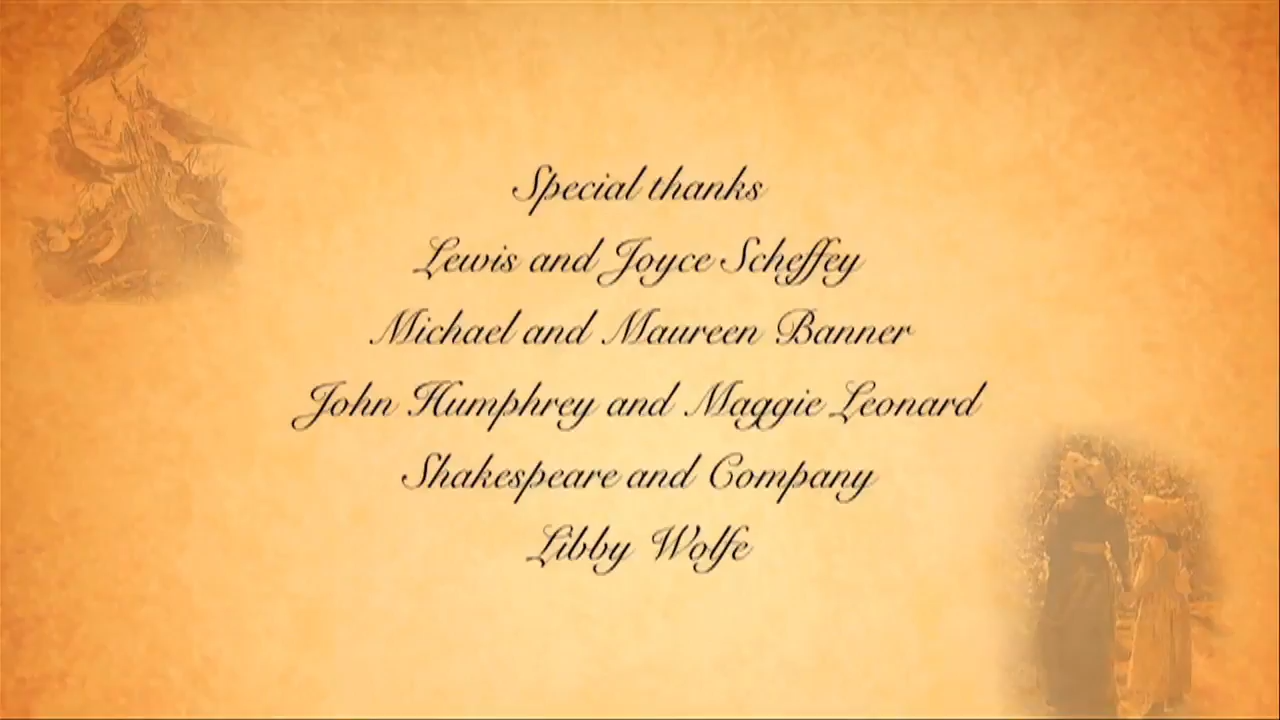 Special thanks
Lewis and Joyce Scheffey
Michael and Maureen Banner
John Humphrey and Maggie Leonard
Shakespeare and Company
Libby Wolfe